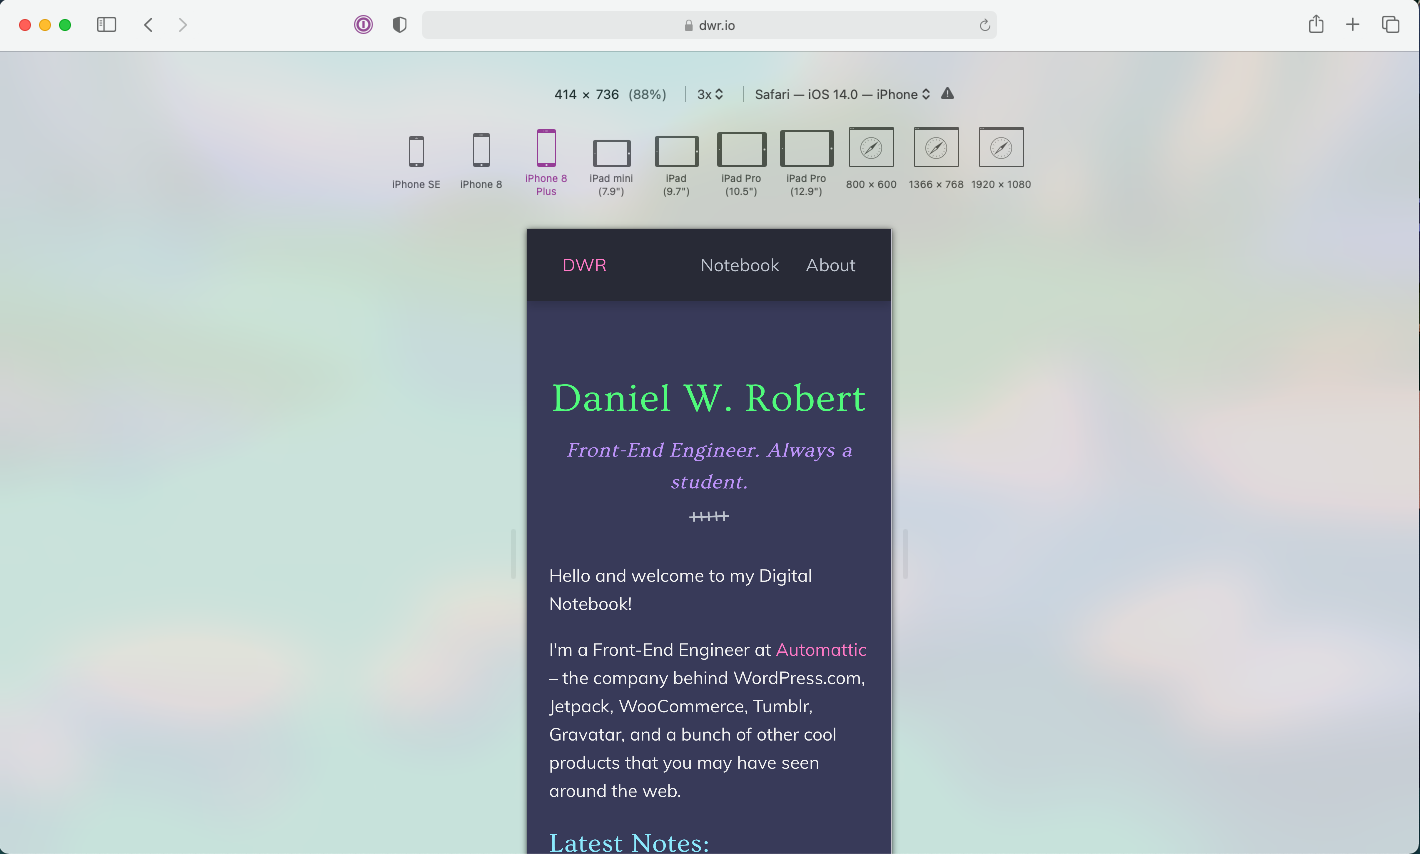 dwr.io
414 × 736 (88%) 3x Safari — iOS 14.0 — iPhone
iPhone SE
iPhone 8
iPhone 8
Plus
iPad mini
(7.9")
iPad
(9.7")
iPad Pro
(10.5")
iPad Pro
(12.9")
800 × 600
1366 × 768
1920 × 1080
DWR Notebook About
Daniel W. Robert
Front-End Engineer. Always a
student.
Hello and welcome to my Digital
Notebook!
I'm a Front-End Engineer at Automattic
– the company behind WordPress.com,
Jetpack, WooCommerce, Tumblr,
Gravatar, and a bunch of other cool
products that you may have seen
around the web.
Latest Notes: